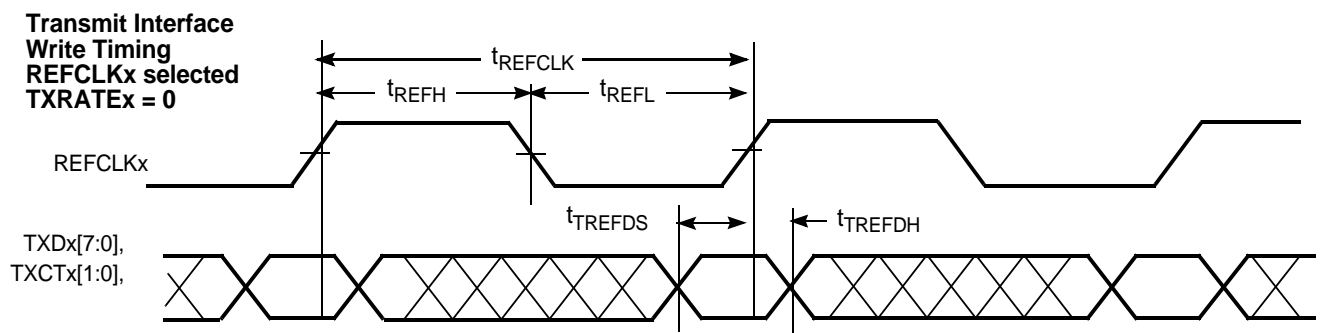 Transmit Interface
Write Timing
REFCLKx selected
TXRATEx = 0
tREFCLK
tREFH
tREFL
REFCLKx
tTREFDS
tTREFDH
TXDx[7:0],
TXCTx[1:0],